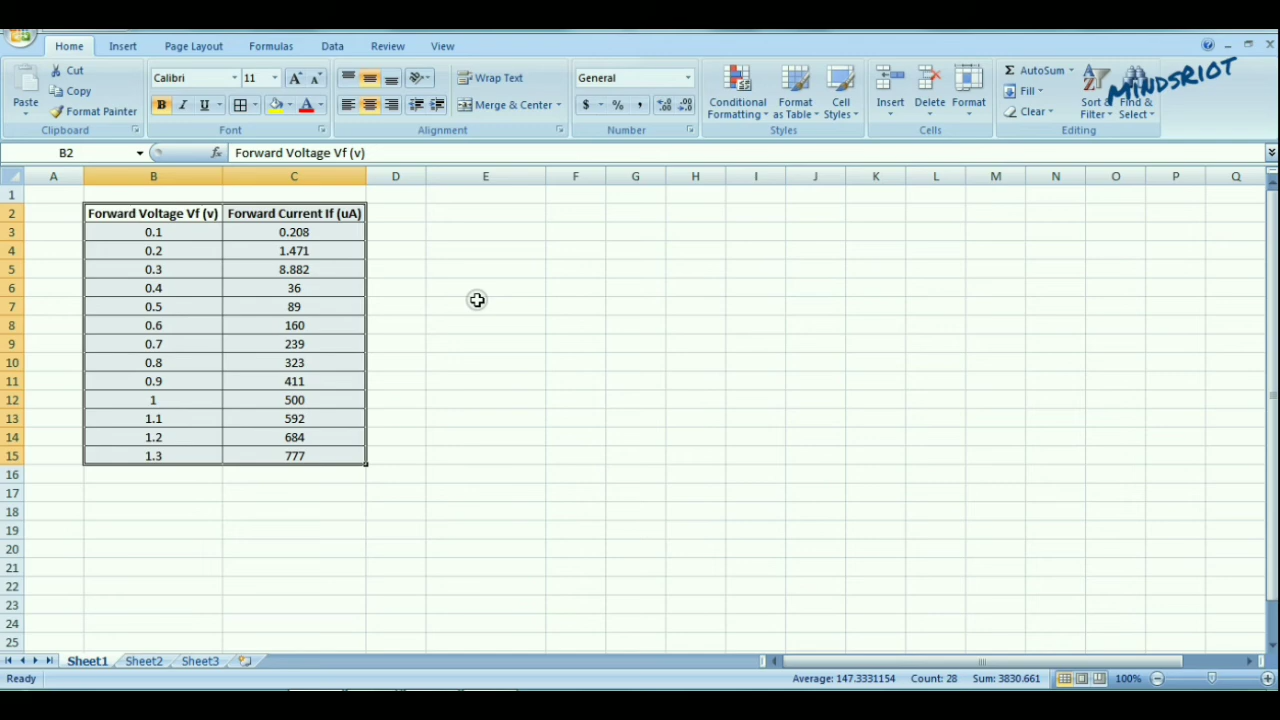 Home Insert Page Layout Formulas Data Review View
Cut
Copy
Format Painter
Paste
Clipboard
Calibri 11
B I U
Font
Wrap Text
Merge & Center
Alignment
General
$ % ,
Number
Conditional Formatting
Format as Table
Cell Styles
Styles
Insert Delete Format
Cells
AutoSum
Fill
Clear
Sort & Filter
Find & Select
Editing
MINDSRIOT
B2 fx Forward Voltage Vf (v)
A B C D E F G H I J K L M N O P Q
1
2 Forward Voltage Vf (v) Forward Current If (uA)
3 0.1 0.208
4 0.2 1.471
5 0.3 8.882
6 0.4 36
7 0.5 89
8 0.6 160
9 0.7 239
10 0.8 323
11 0.9 411
12 1 500
13 1.1 592
14 1.2 684
15 1.3 777
16
17
18
19
20
21
22
23
24
25
Sheet1 Sheet2 Sheet3
Ready Average: 147.3331154 Count: 28 Sum: 3830.661 100%